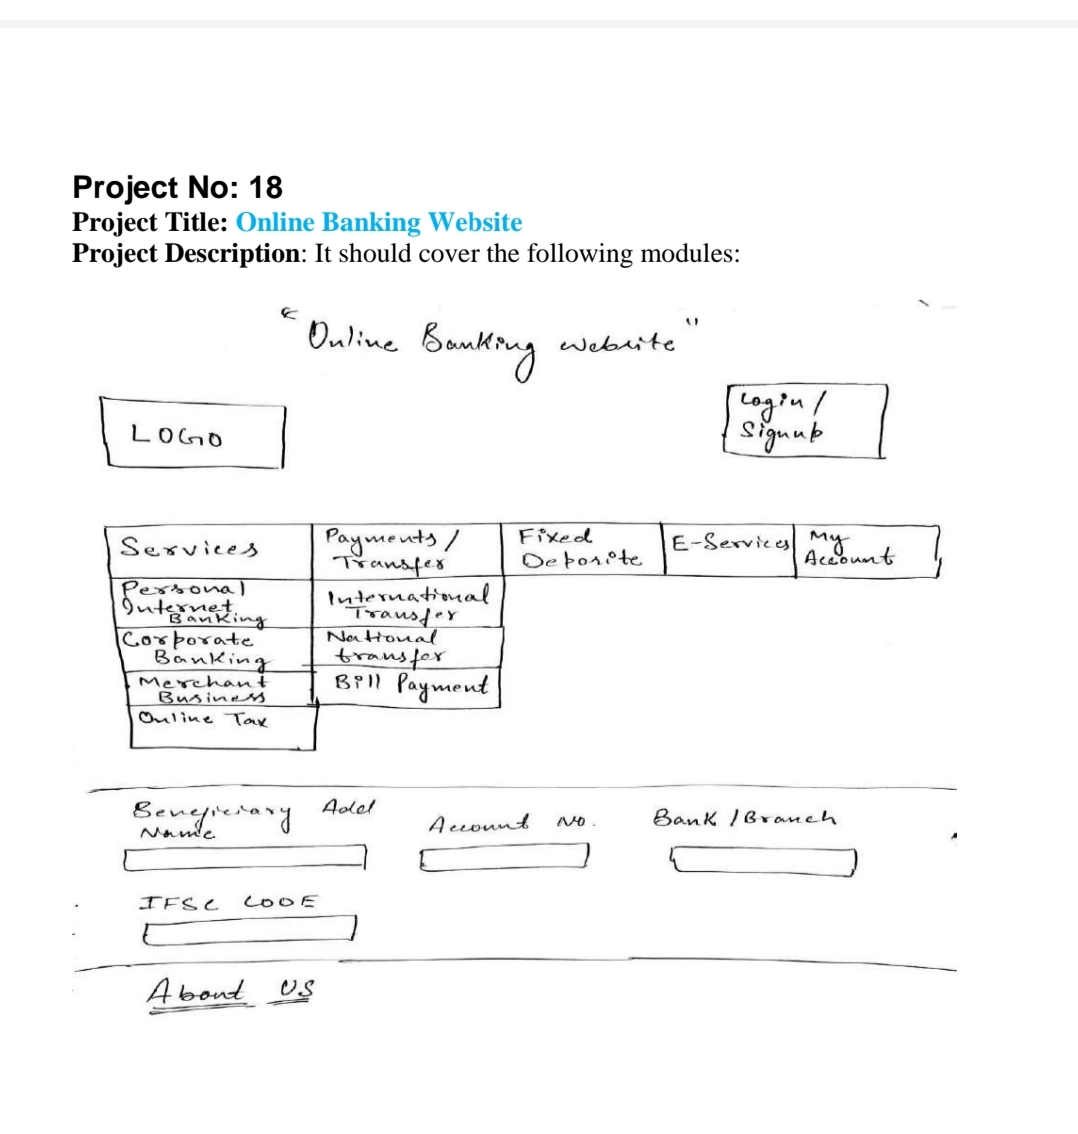 Project No: 18
Project Title: Online Banking Website
Project Description: It should cover the following modules:
"Online Banking website"
LOGO
Login /
Signup
Services
Payments /
Transfer
Fixed
Deposite
E-Services
My
Account
Personal
Internet
Banking
International
Transfer
Corporate
Banking
National
transfer
Merchant
Business
Bill Payment
Online Tax
Beneficiary Add
Name
Account No.
Bank / Branch
IFSC CODE
About US